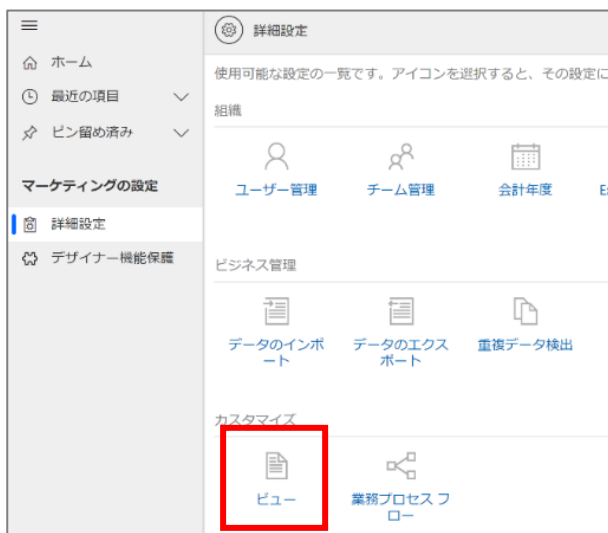 ホーム
最近の項目
ピン留め済み
マーケティングの設定
詳細設定
デザイナー機能保護
詳細設定
使用可能な設定の一覧です。アイコンを選択すると、その設定に
組織
ユーザー管理
チーム管理
会計年度
ビジネス管理
データのインポ
ート
データのエクス
ポート
重複データ検出
カスタマイズ
ビュー
業務プロセス フ
ロー